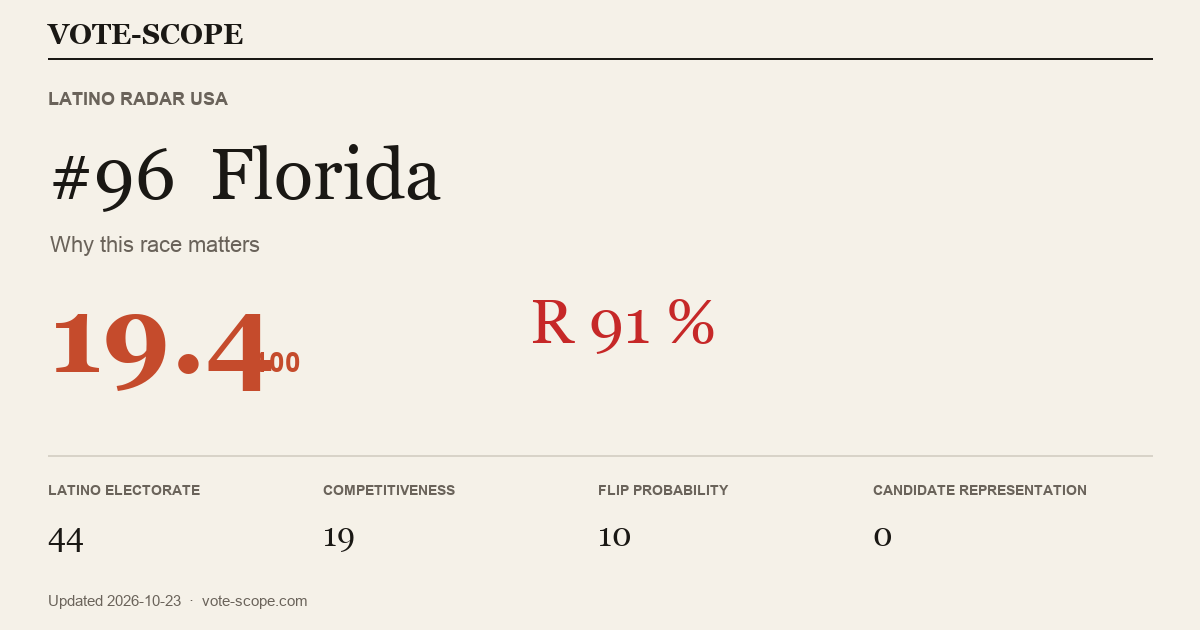 VOTE-SCOPE
LATINO RADAR USA
#96 Florida
Why this race matters
19.4
100
R 91 %
LATINO ELECTORATE COMPETITIVENESS FLIP PROBABILITY CANDIDATE REPRESENTATION
44 19 10 0
Updated 2026-10-23 · vote-scope.com